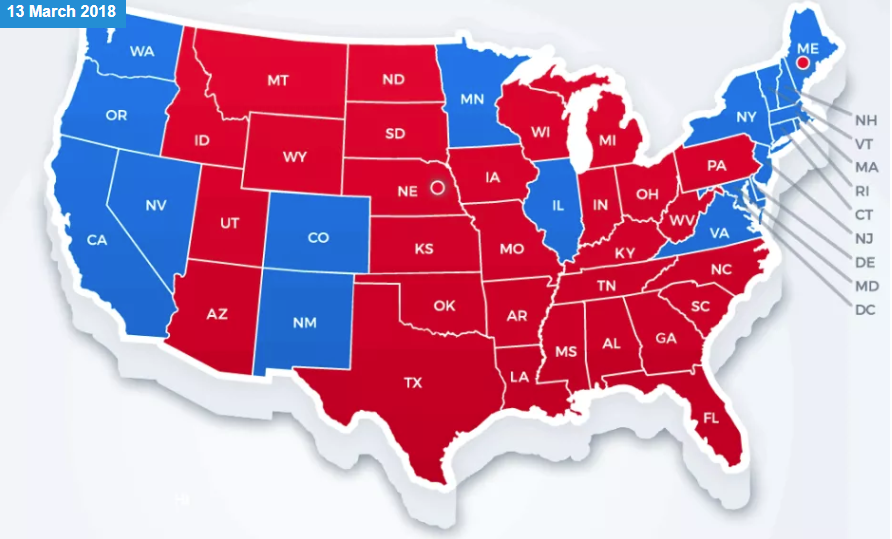 13 March 2018
WA
MT
ND
MN
ME
OR
ID
SD
WI
MI
NY
NH
VT
MA
RI
CT
NJ
DE
MD
DC
WY
NE
IA
PA
NV
UT
CO
IL
IN
OH
WV
VA
CA
KS
MO
KY
NC
AZ
NM
OK
AR
TN
SC
TX
LA
MS
AL
GA
FL